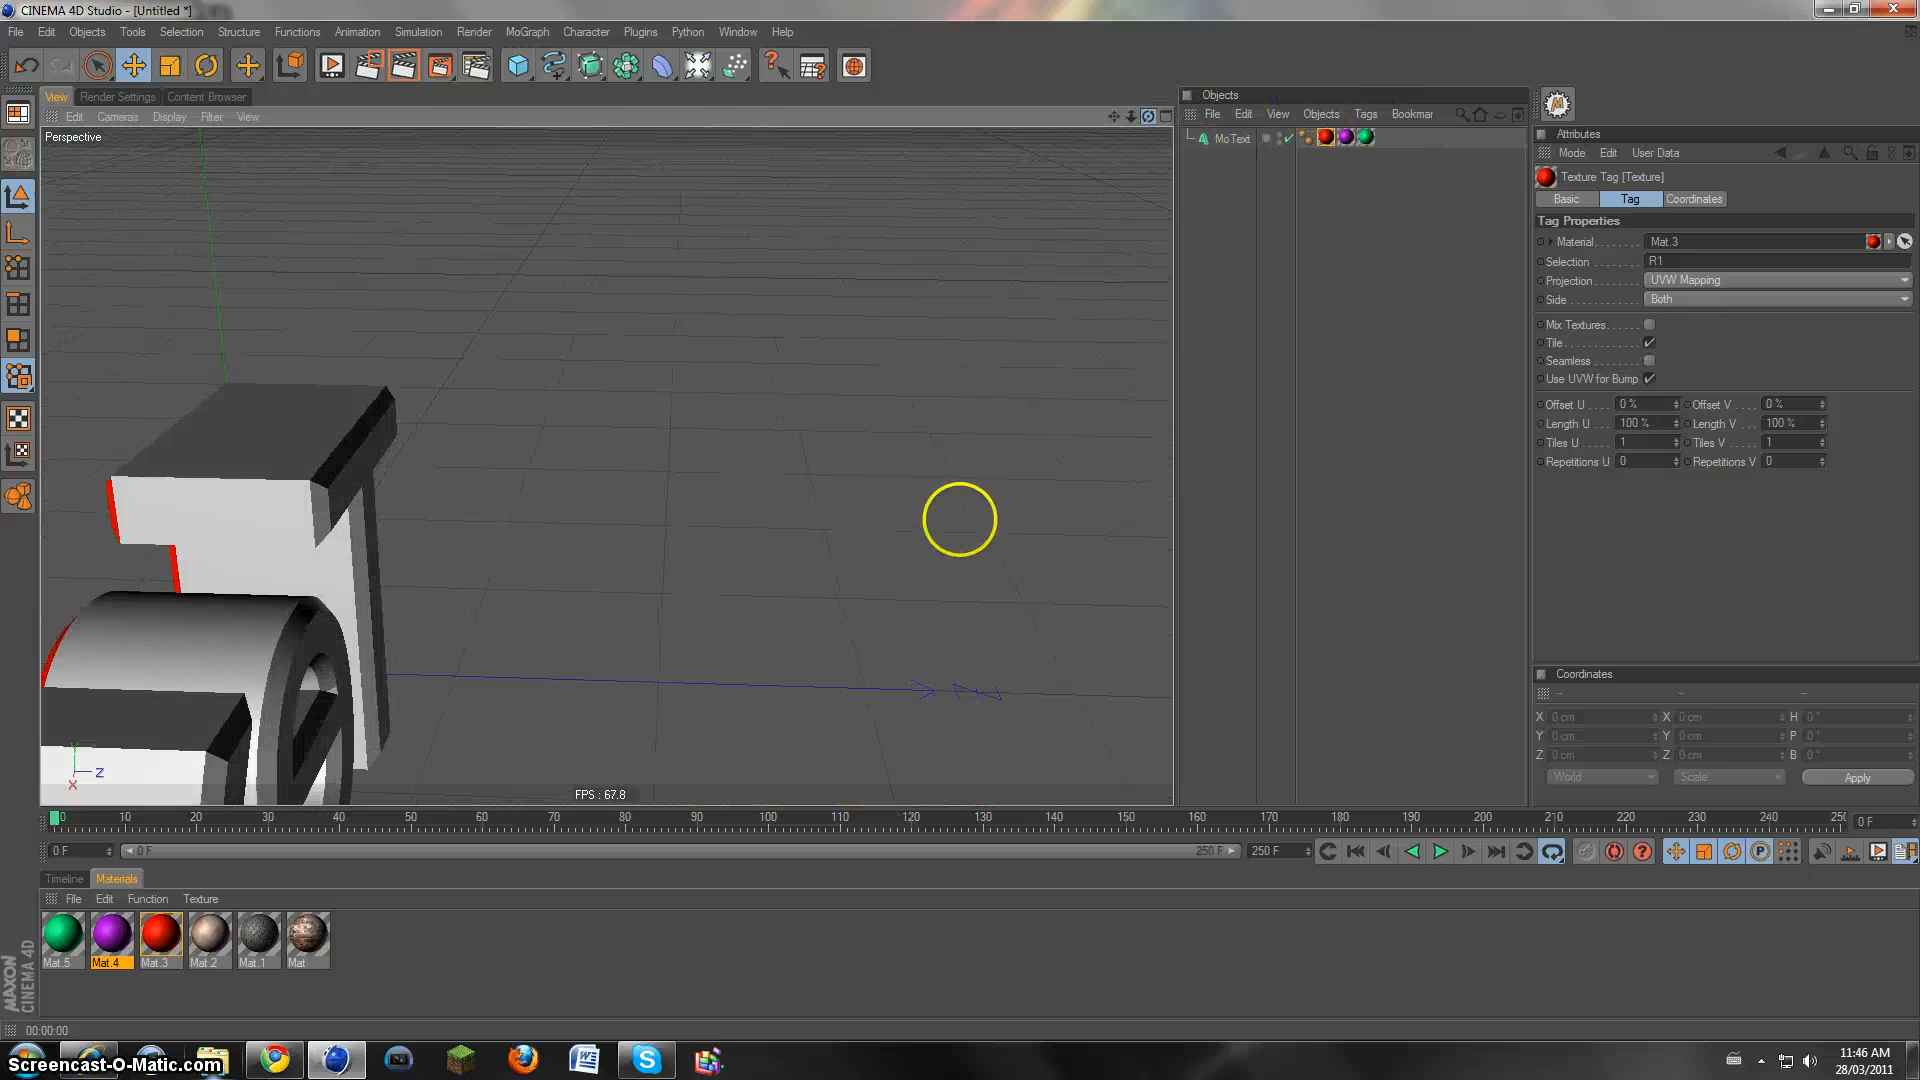 CINEMA 4D Studio - [Untitled *]
File Edit Objects Tools Selection Structure Functions Animation Simulation Render MoGraph Character Plugins Python Window Help
View Render Settings Content Browser
Edit Cameras Display Filter View
Perspective
Z
X
Y
FPS : 67.8
Objects
File Edit View Objects Tags Bookmar
MoText
Attributes
Mode Edit User Data
Texture Tag [Texture]
Basic Tag Coordinates
Tag Properties
Material Mat.3
Selection R1
Projection UVW Mapping
Side Both
Mix Textures
Tile
Seamless
Use UVW for Bump
Offset U 0 % Offset V 0 %
Length U 100 % Length V 100 %
Tiles U 1 Tiles V 1
Repetitions U 0 Repetitions V 0
Coordinates
X 0 cm X 0 cm H 0 °
Y 0 cm Y 0 cm P 0 °
Z 0 cm Z 0 cm B 0 °
World Scale Apply
0 10 20 30 40 50 60 70 80 90 100 110 120 130 140 150 160 170 180 190 200 210 220 230 240 250 0 F
0 F 0 F 250 F 250 F
Timeline Materials
File Edit Function Texture
Mat.5 Mat.4 Mat.3 Mat.2 Mat.1 Mat
MAXON
CINEMA 4D
00:00:00
Screencast-O-Matic.com
11:46 AM
28/03/2011